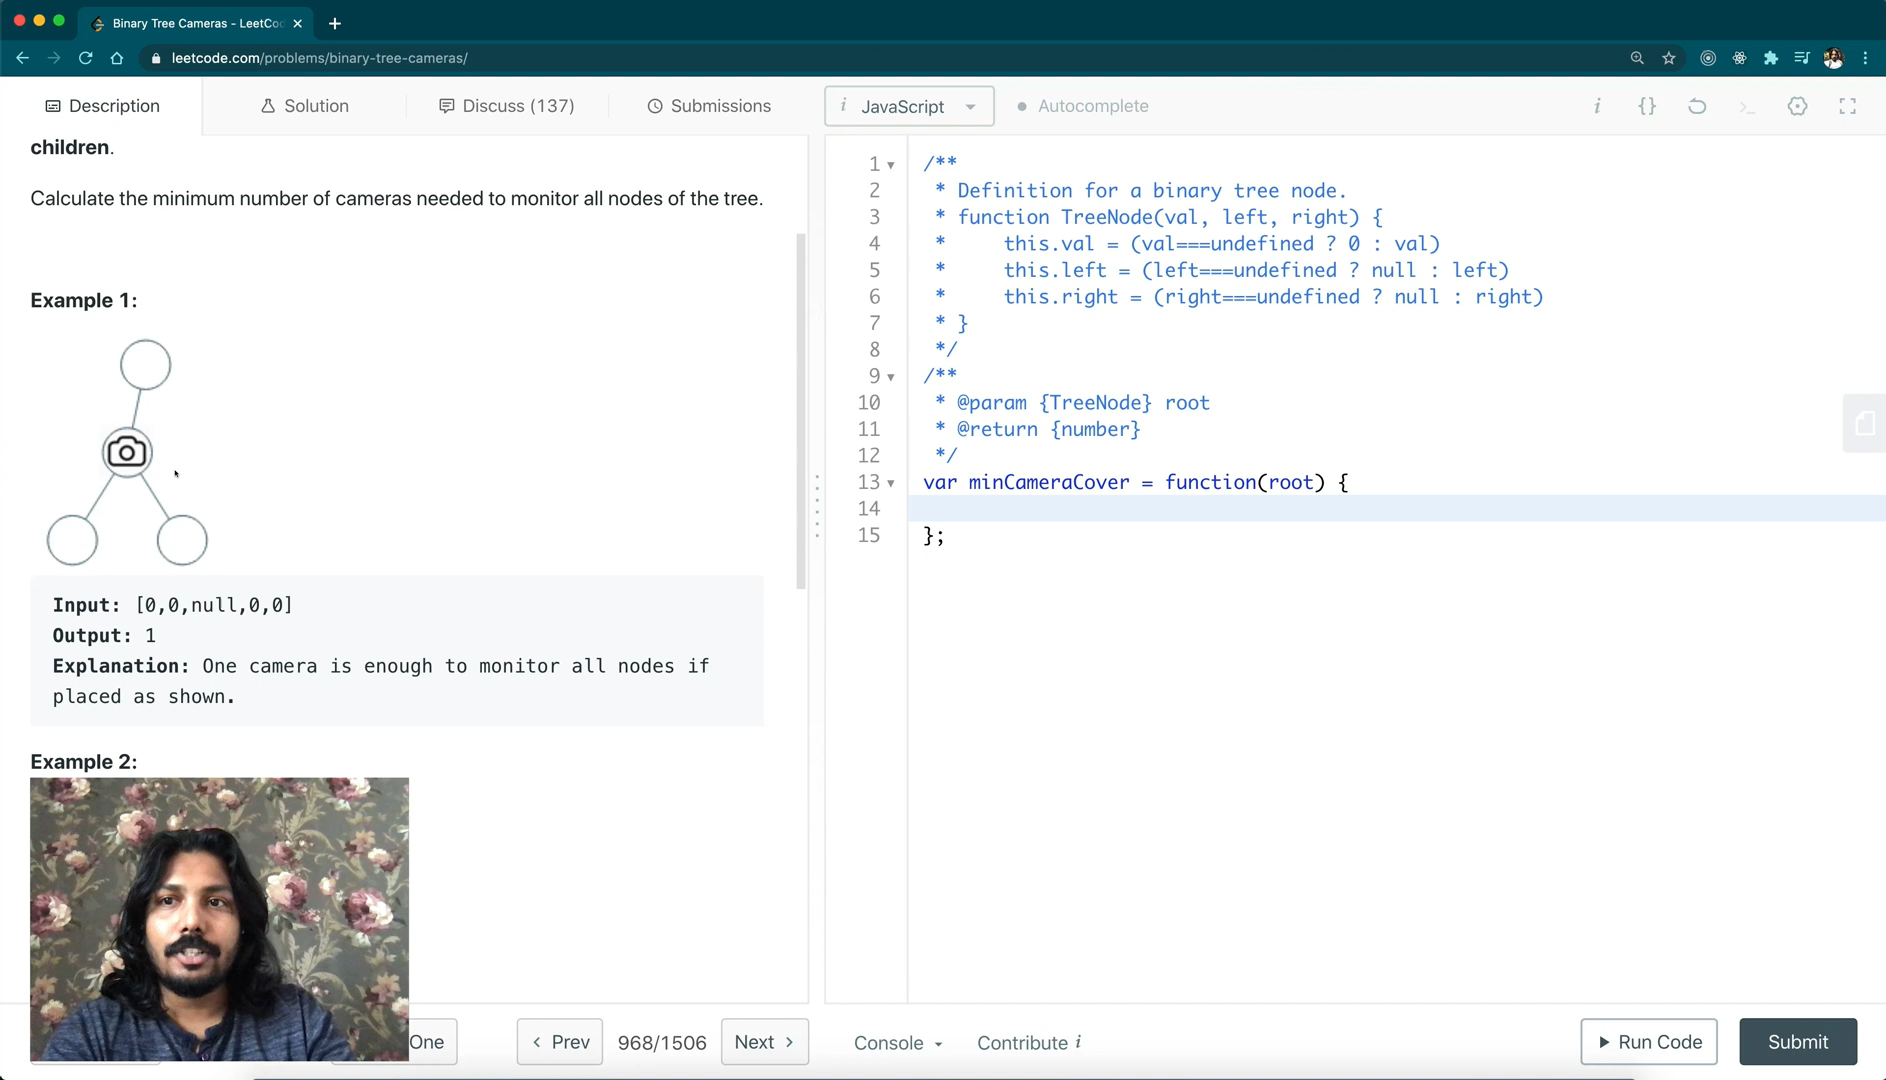 Binary Tree Cameras - LeetCo
leetcode.com/problems/binary-tree-cameras/
Description
Solution
Discuss (137)
Submissions
i JavaScript
Autocomplete
i {} >_
children.
Calculate the minimum number of cameras needed to monitor all nodes of the tree.
Example 1:
Input: [0,0,null,0,0]
Output: 1
Explanation: One camera is enough to monitor all nodes if
placed as shown.
Example 2:
One
Prev
968/1506
Next
1 /**
2  * Definition for a binary tree node.
3  * function TreeNode(val, left, right) {
4  *     this.val = (val===undefined ? 0 : val)
5  *     this.left = (left===undefined ? null : left)
6  *     this.right = (right===undefined ? null : right)
7  * }
8  */
9 /**
10  * @param {TreeNode} root
11  * @return {number}
12  */
13 var minCameraCover = function(root) {
14
15 };
Console
Contribute i
Run Code
Submit